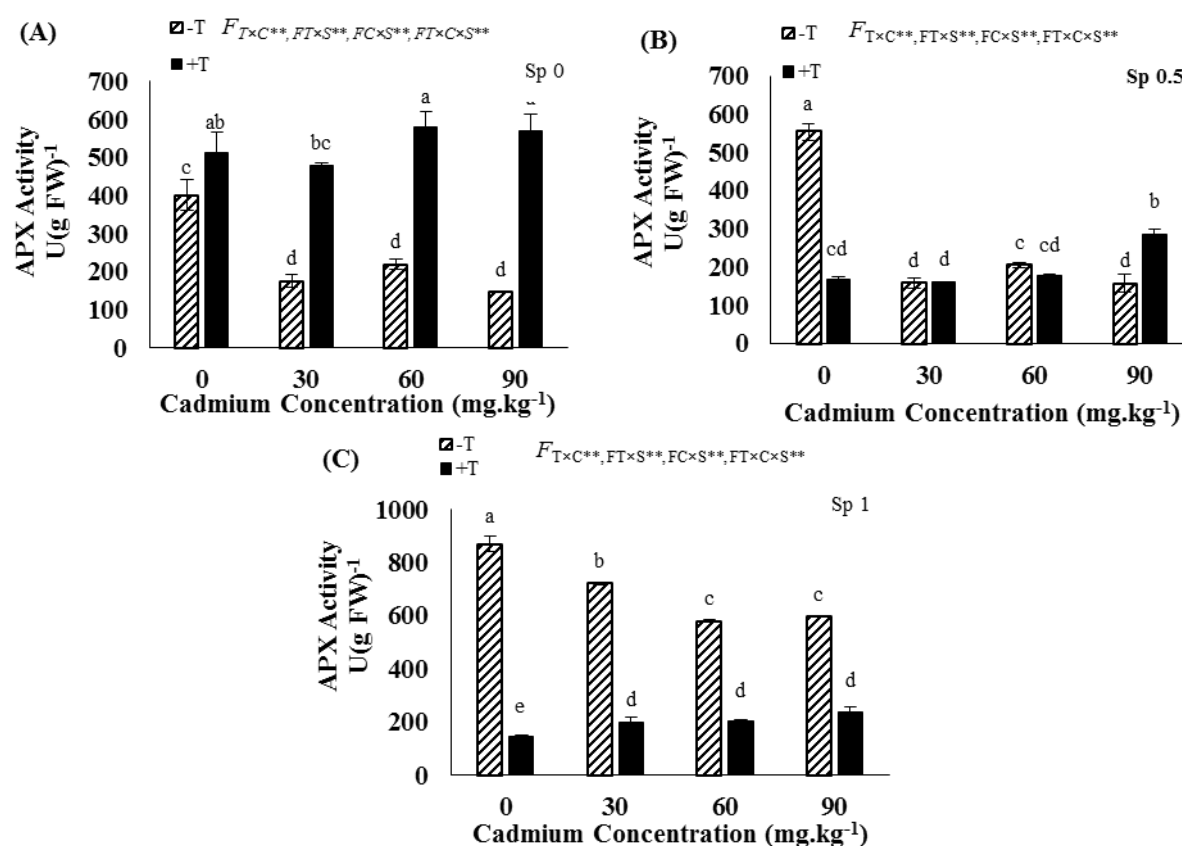 (A)
-T
F T×C**, FT×S**, FC×S**, FT×C×S**
+T
Sp 0
APX Activity
U(g FW)-1
700
600
500
400
300
200
100
0
c
ab
d
bc
d
a
d
0 30 60 90
Cadmium Concentration (mg.kg-1)
(B)
-T
F T×C**, FT×S**, FC×S**, FT×C×S**
+T
Sp 0.5
APX Activity
U(g FW)-1
700
600
500
400
300
200
100
0
a
cd
d
d
c
cd
d
b
0 30 60 90
Cadmium Concentration (mg.kg-1)
(C)
-T
F T×C**, FT×S**, FC×S**, FT×C×S**
+T
Sp 1
APX Activity
U(g FW)-1
1000
800
600
400
200
0
a
e
b
d
c
d
c
d
0 30 60 90
Cadmium Concentration (mg.kg-1)